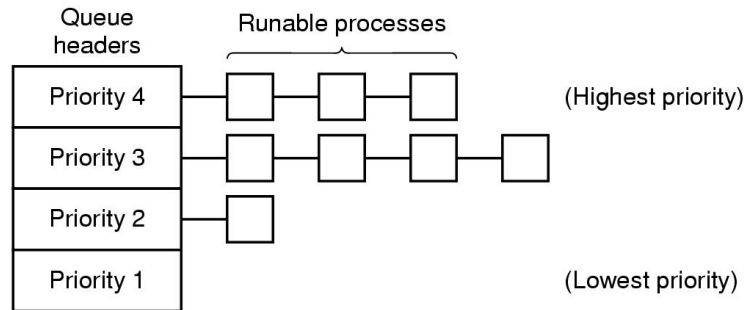 Queue
headers
Runable processes
Priority 4
(Highest priority)
Priority 3
Priority 2
Priority 1
(Lowest priority)